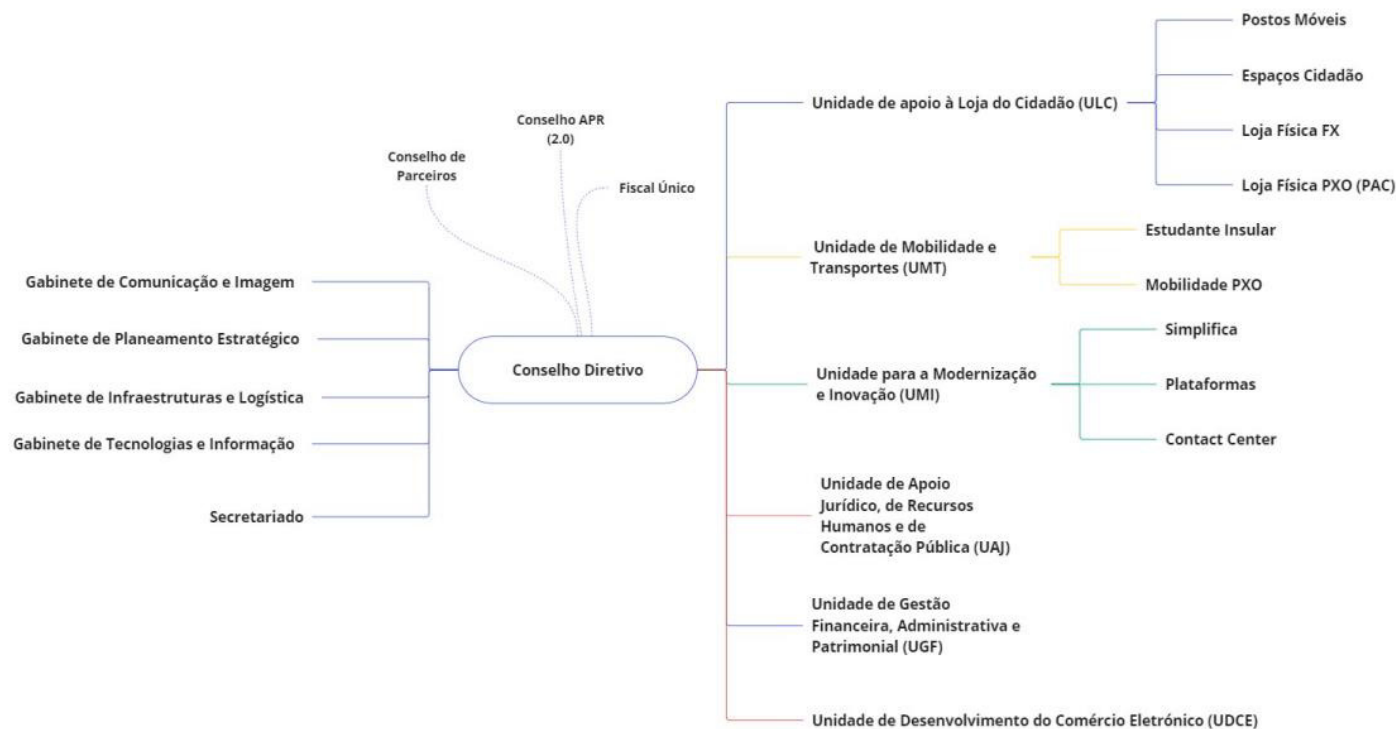 Conselho APR
(2.0)
Conselho de
Parceiros
Fiscal Único
Gabinete de Comunicação e Imagem
Gabinete de Planeamento Estratégico
Gabinete de Infraestruturas e Logística
Gabinete de Tecnologias e Informação
Secretariado
Conselho Diretivo
Unidade de apoio à Loja do Cidadão (ULC)
Postos Móveis
Espaços Cidadão
Loja Física FX
Loja Física PXO (PAC)
Unidade de Mobilidade e
Transportes (UMT)
Estudante Insular
Mobilidade PXO
Unidade para a Modernização
e Inovação (UMI)
Simplifica
Plataformas
Contact Center
Unidade de Apoio
Jurídico, de Recursos
Humanos e de
Contratação Pública (UAJ)
Unidade de Gestão
Financeira, Administrativa e
Patrimonial (UGF)
Unidade de Desenvolvimento do Comércio Eletrónico (UDCE)